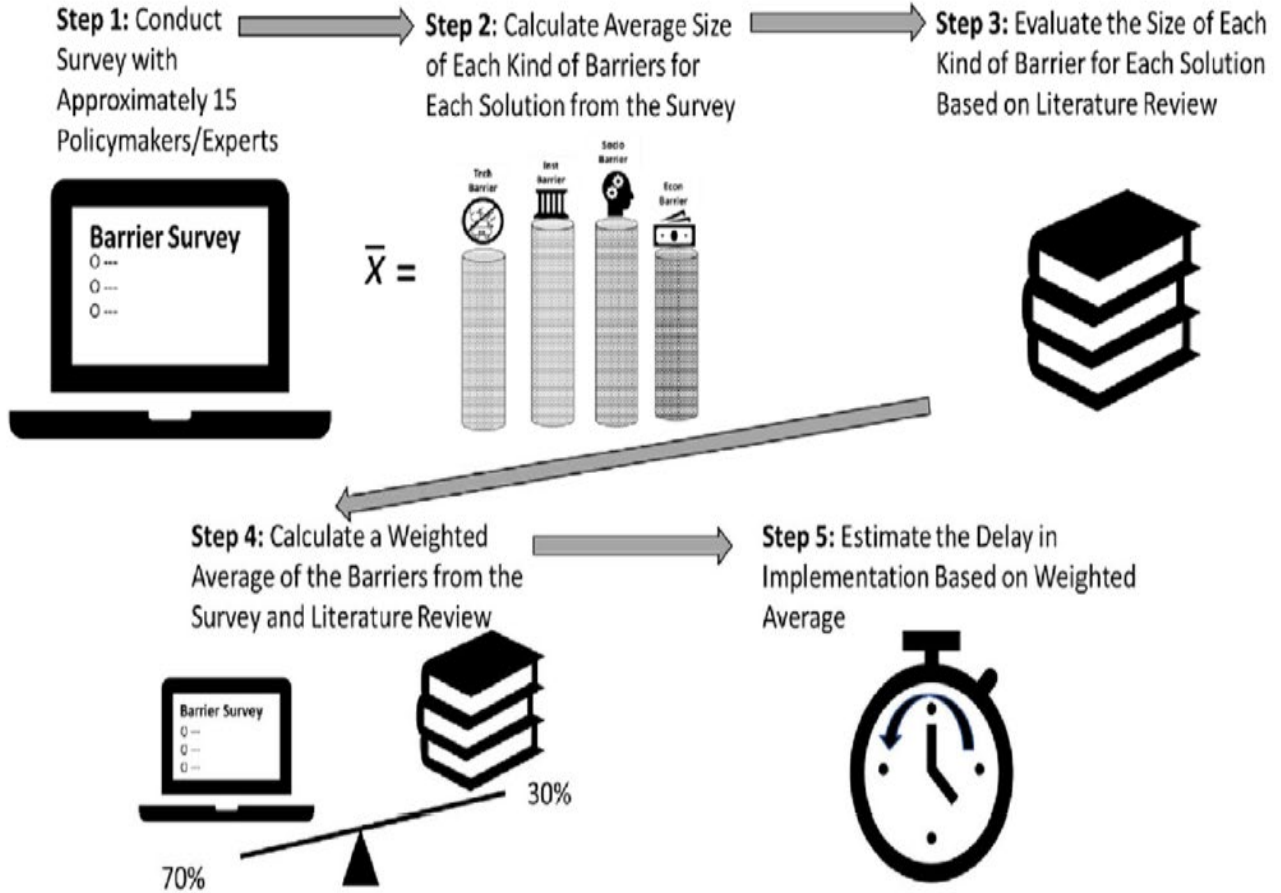 Step 1: Conduct
Survey with
Approximately 15
Policymakers/Experts
Step 2: Calculate Average Size
of Each Kind of Barriers for
Each Solution from the Survey
Step 3: Evaluate the Size of Each
Kind of Barrier for Each Solution
Based on Literature Review
Barrier Survey
O ---
O ---
O ---
x̅ =
Tech
Barrier
Inst
Barrier
Socio
Barrier
Econ
Barrier
Step 4: Calculate a Weighted
Average of the Barriers from the
Survey and Literature Review
Step 5: Estimate the Delay in
Implementation Based on Weighted
Average
Barrier Survey
O ---
O ---
O ---
30%
70%